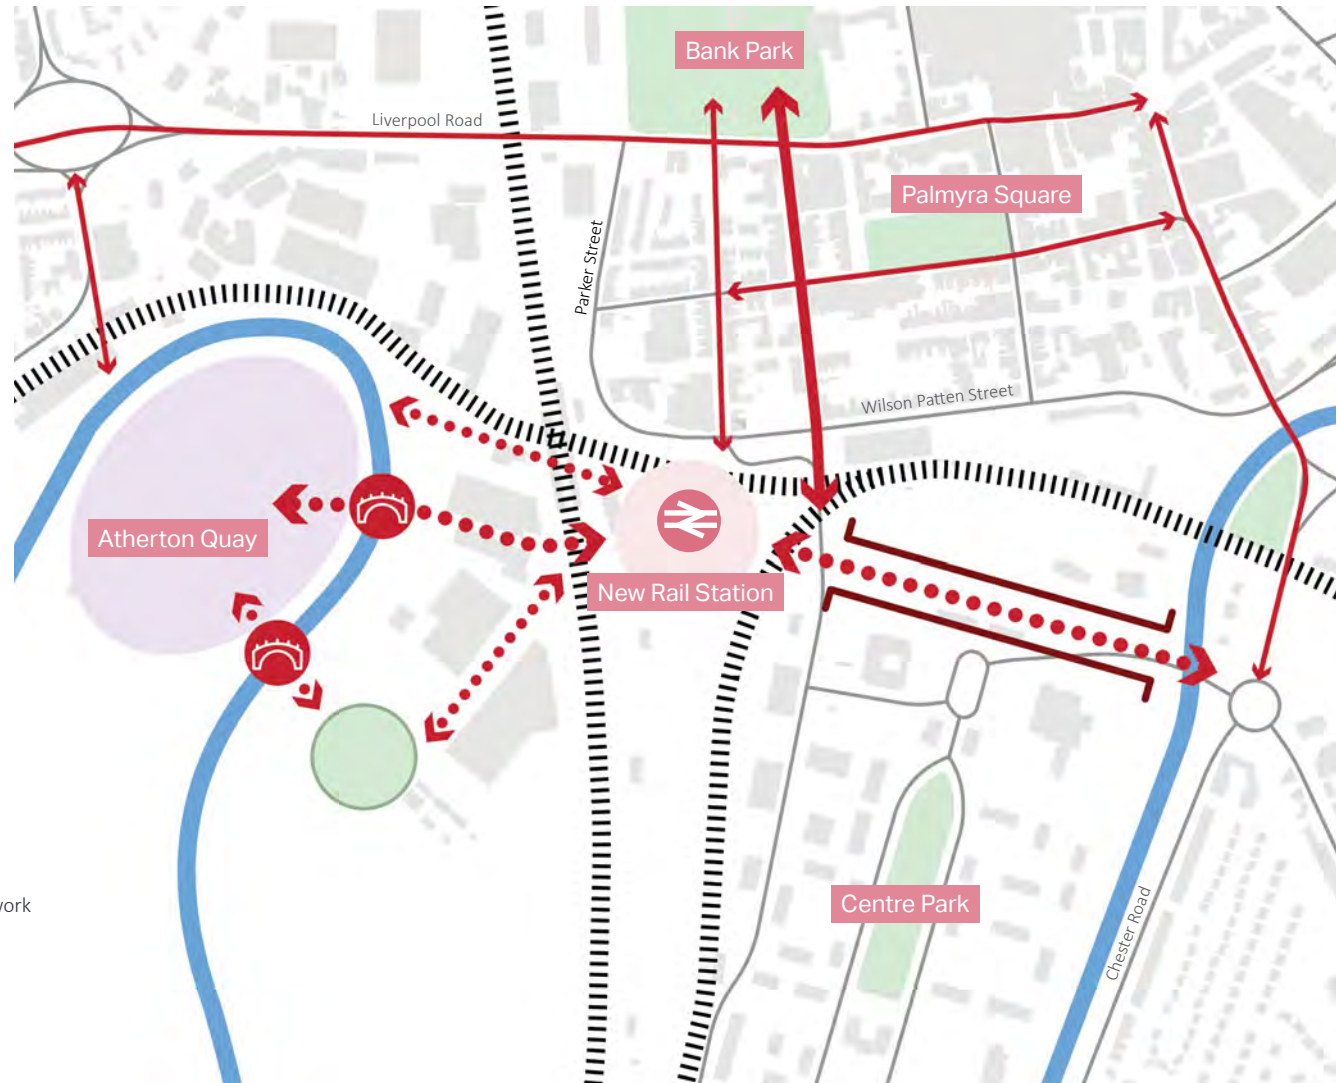 Bank Park
Liverpool Road
Palmyra Square
Parker Street
Wilson Patten Street
Atherton Quay
New Rail Station
Centre Park
work
Chester Road